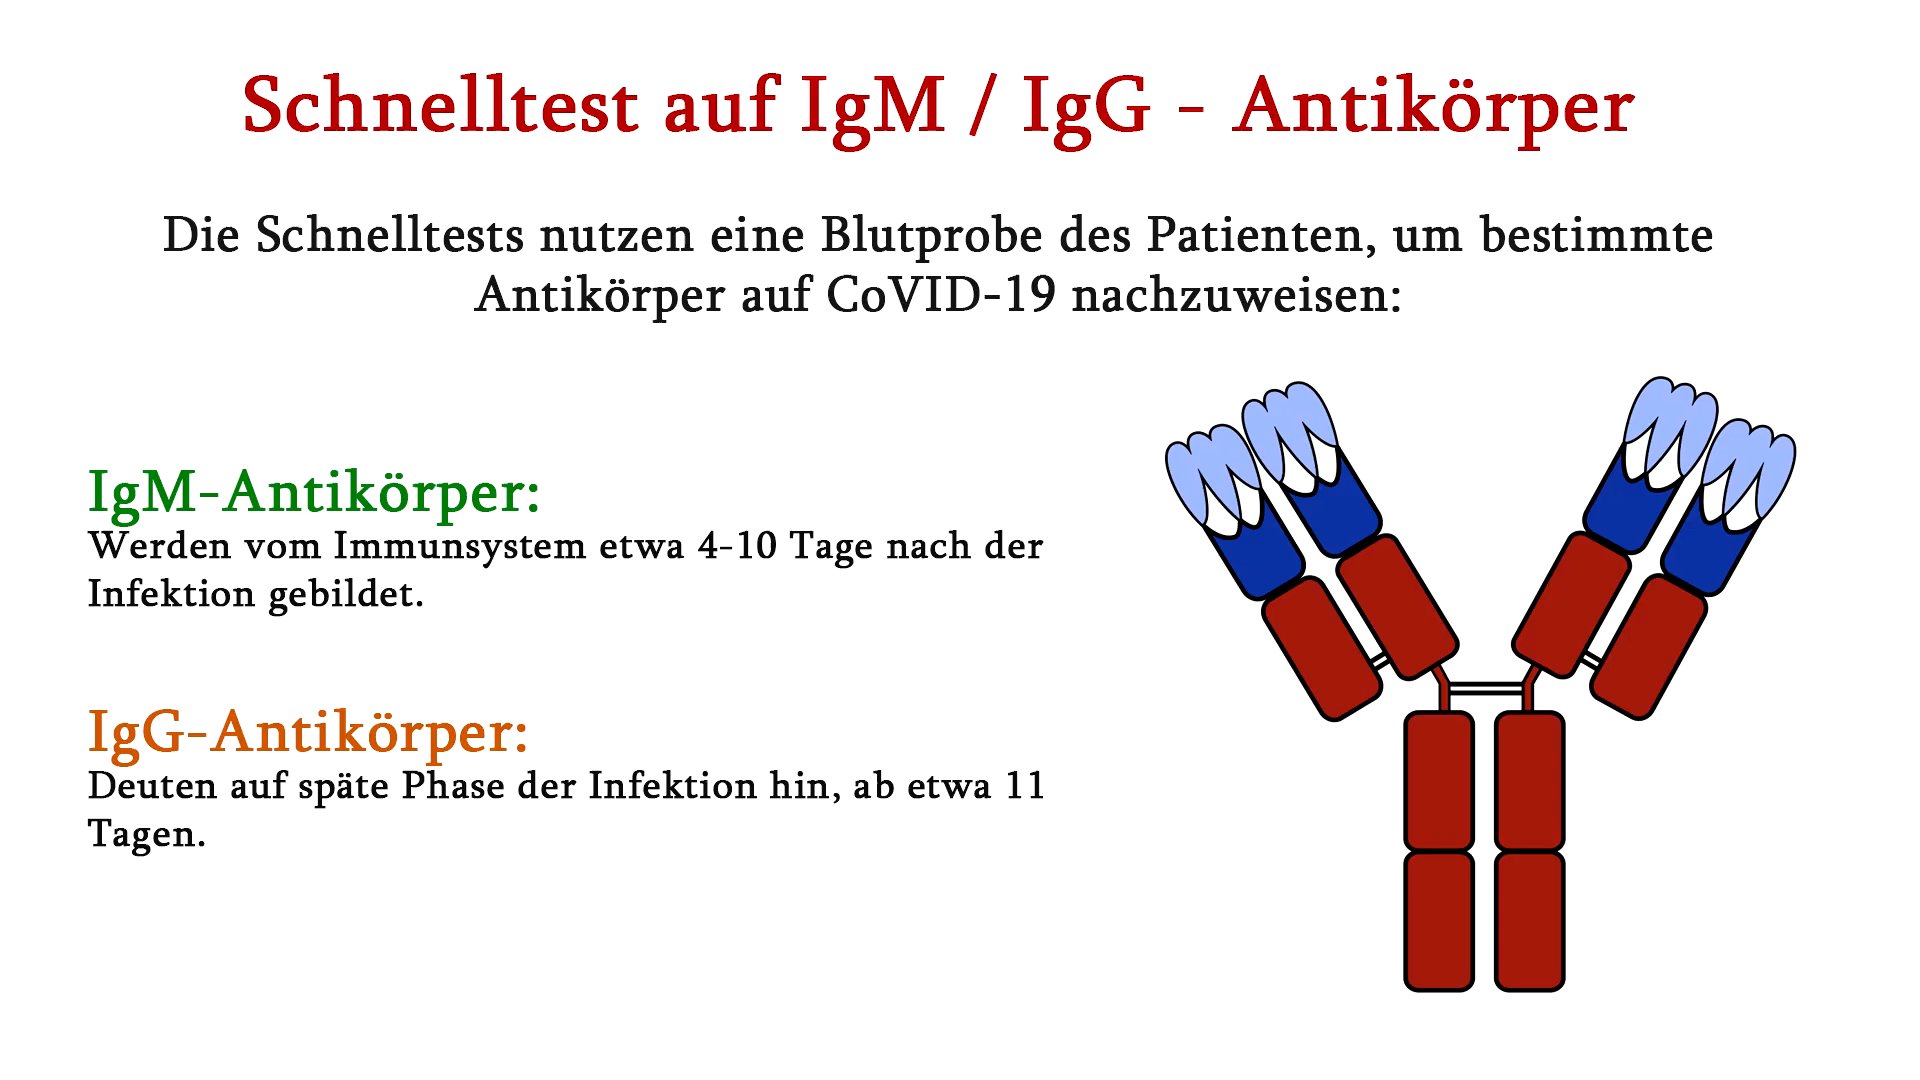 Schnelltest auf IgM / IgG - Antikörper
Die Schnelltests nutzen eine Blutprobe des Patienten, um bestimmte
Antikörper auf CoVID-19 nachzuweisen:
IgM-Antikörper:
Werden vom Immunsystem etwa 4-10 Tage nach der
Infektion gebildet.
IgG-Antikörper:
Deuten auf späte Phase der Infektion hin, ab etwa 11
Tagen.